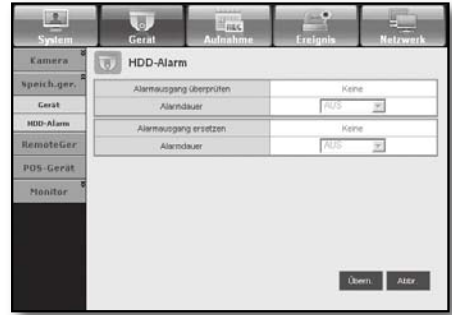 System Gerät Aufnahme Ereignis Netzwerk
Kamera
Speich.ger.
Gerät
HDD-Alarm
RemoteGer
POS-Gerät
Monitor
HDD-Alarm
Alarmausgang überprüfen Keine
Alarmdauer AUS
Alarmausgang ersetzen Keine
Alarmdauer AUS
Übern. Abbr.